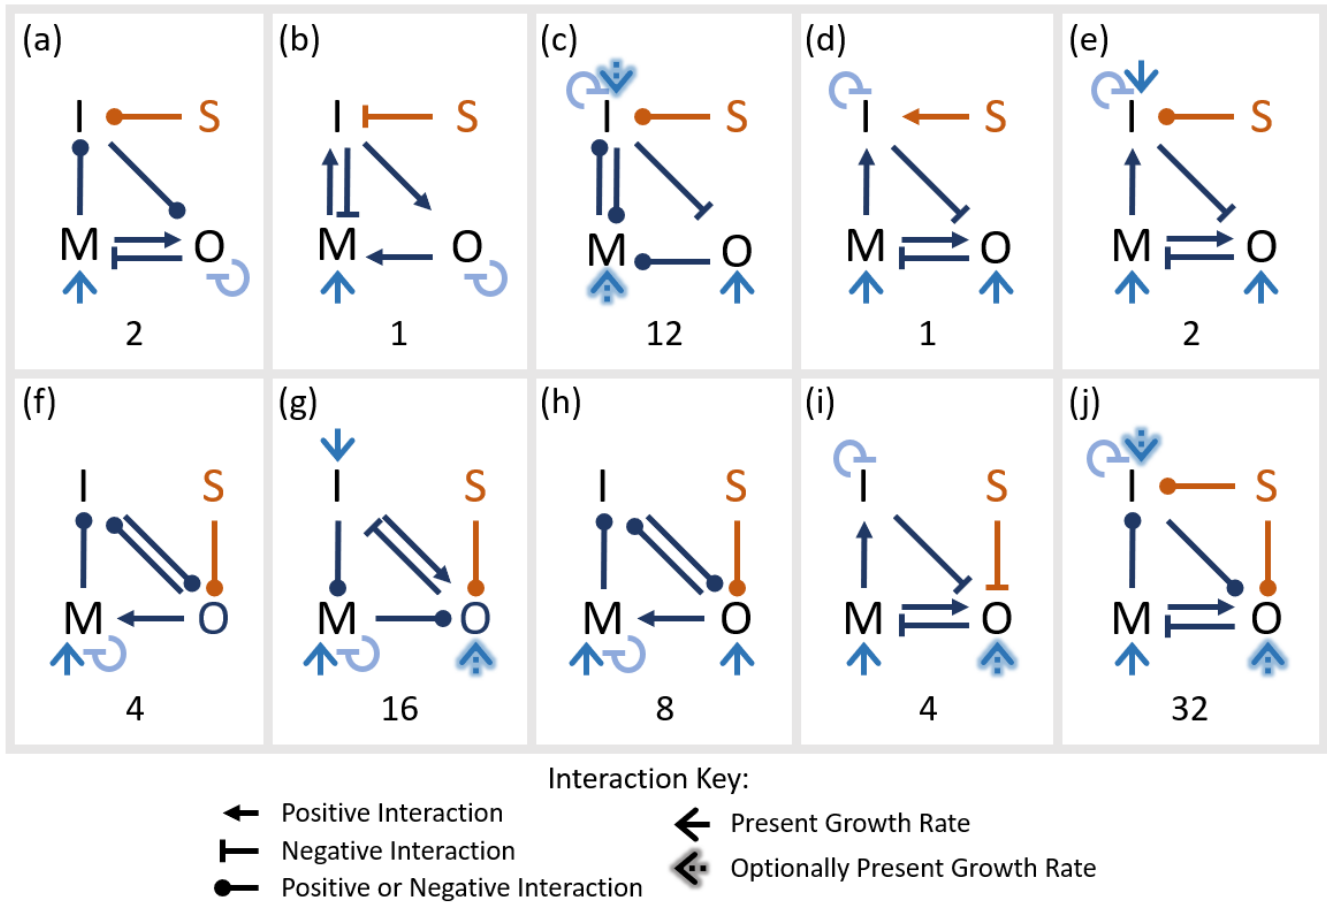 (a) (b) (c) (d) (e)
I S I S I S I S I S
M O M O M O M O M O
2 1 12 1 2
(f) (g) (h) (i) (j)
I S I S I S I S I S
M O M O M O M O M O
4 16 8 4 32
Interaction Key:
Positive Interaction
Negative Interaction
Positive or Negative Interaction
Present Growth Rate
Optionally Present Growth Rate